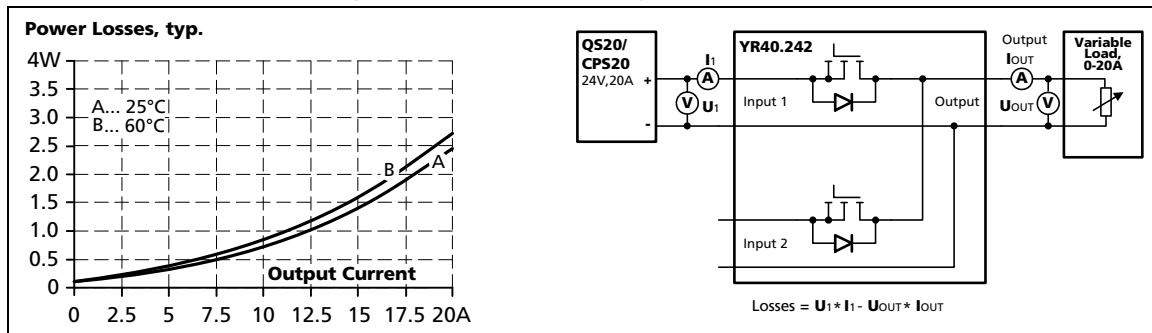 Power Losses, typ.
4W
3.5
3.0
2.5
2.0
1.5
1.0
0.5
0
A... 25°C
B... 60°C
B
A
Output Current
0 2.5 5 7.5 10 12.5 15 17.5 20A
QS20/
CPS20
24V,20A
+
-
I1
A
V
U1
YR40.242
Input 1
Output
Input 2
Output
IOUT
A
UOUT
V
Variable
Load,
0-20A
Losses = U1* I1- UOUT* IOUT